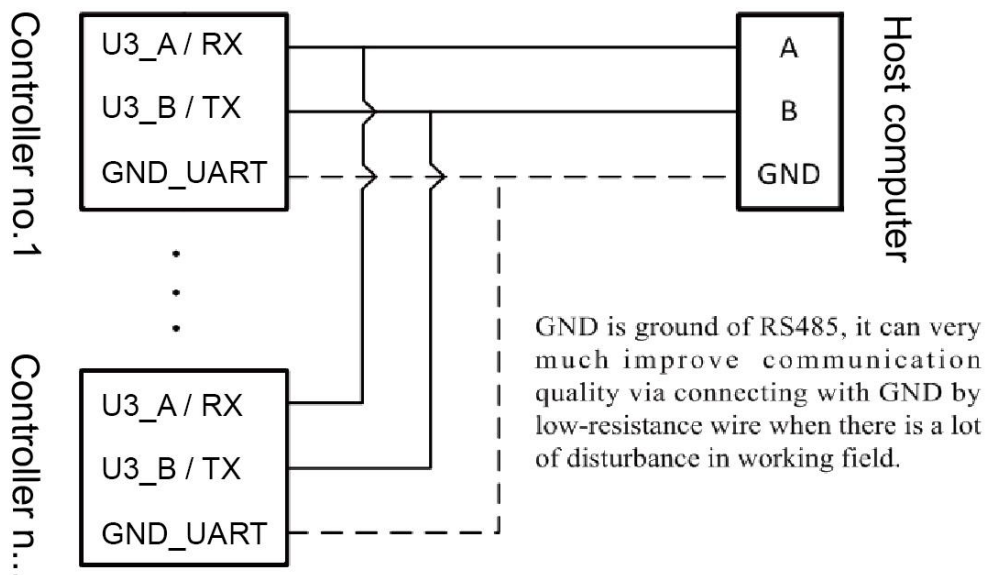 Controller no.1
U3_A / RX
U3_B / TX
GND_UART
A
B
GND
Host computer
GND is ground of RS485, it can very
much improve communication
quality via connecting with GND by
low-resistance wire when there is a lot
of disturbance in working field.
Controller n...
U3_A / RX
U3_B / TX
GND_UART